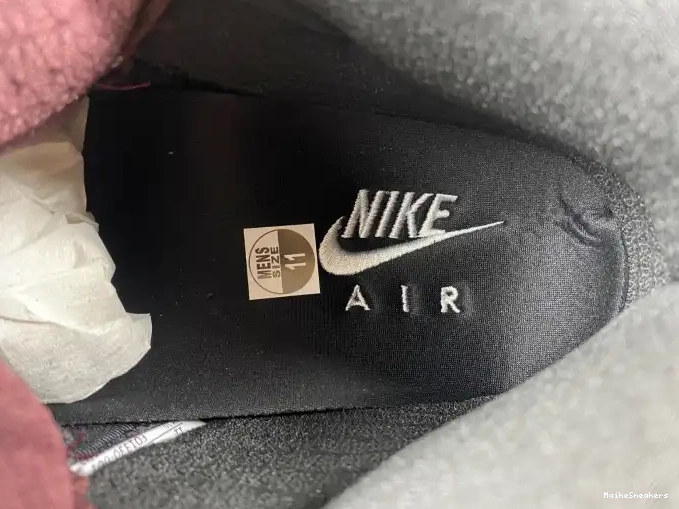 NIKE
AIR
MENS
SIZE
11
MaiheSneakers